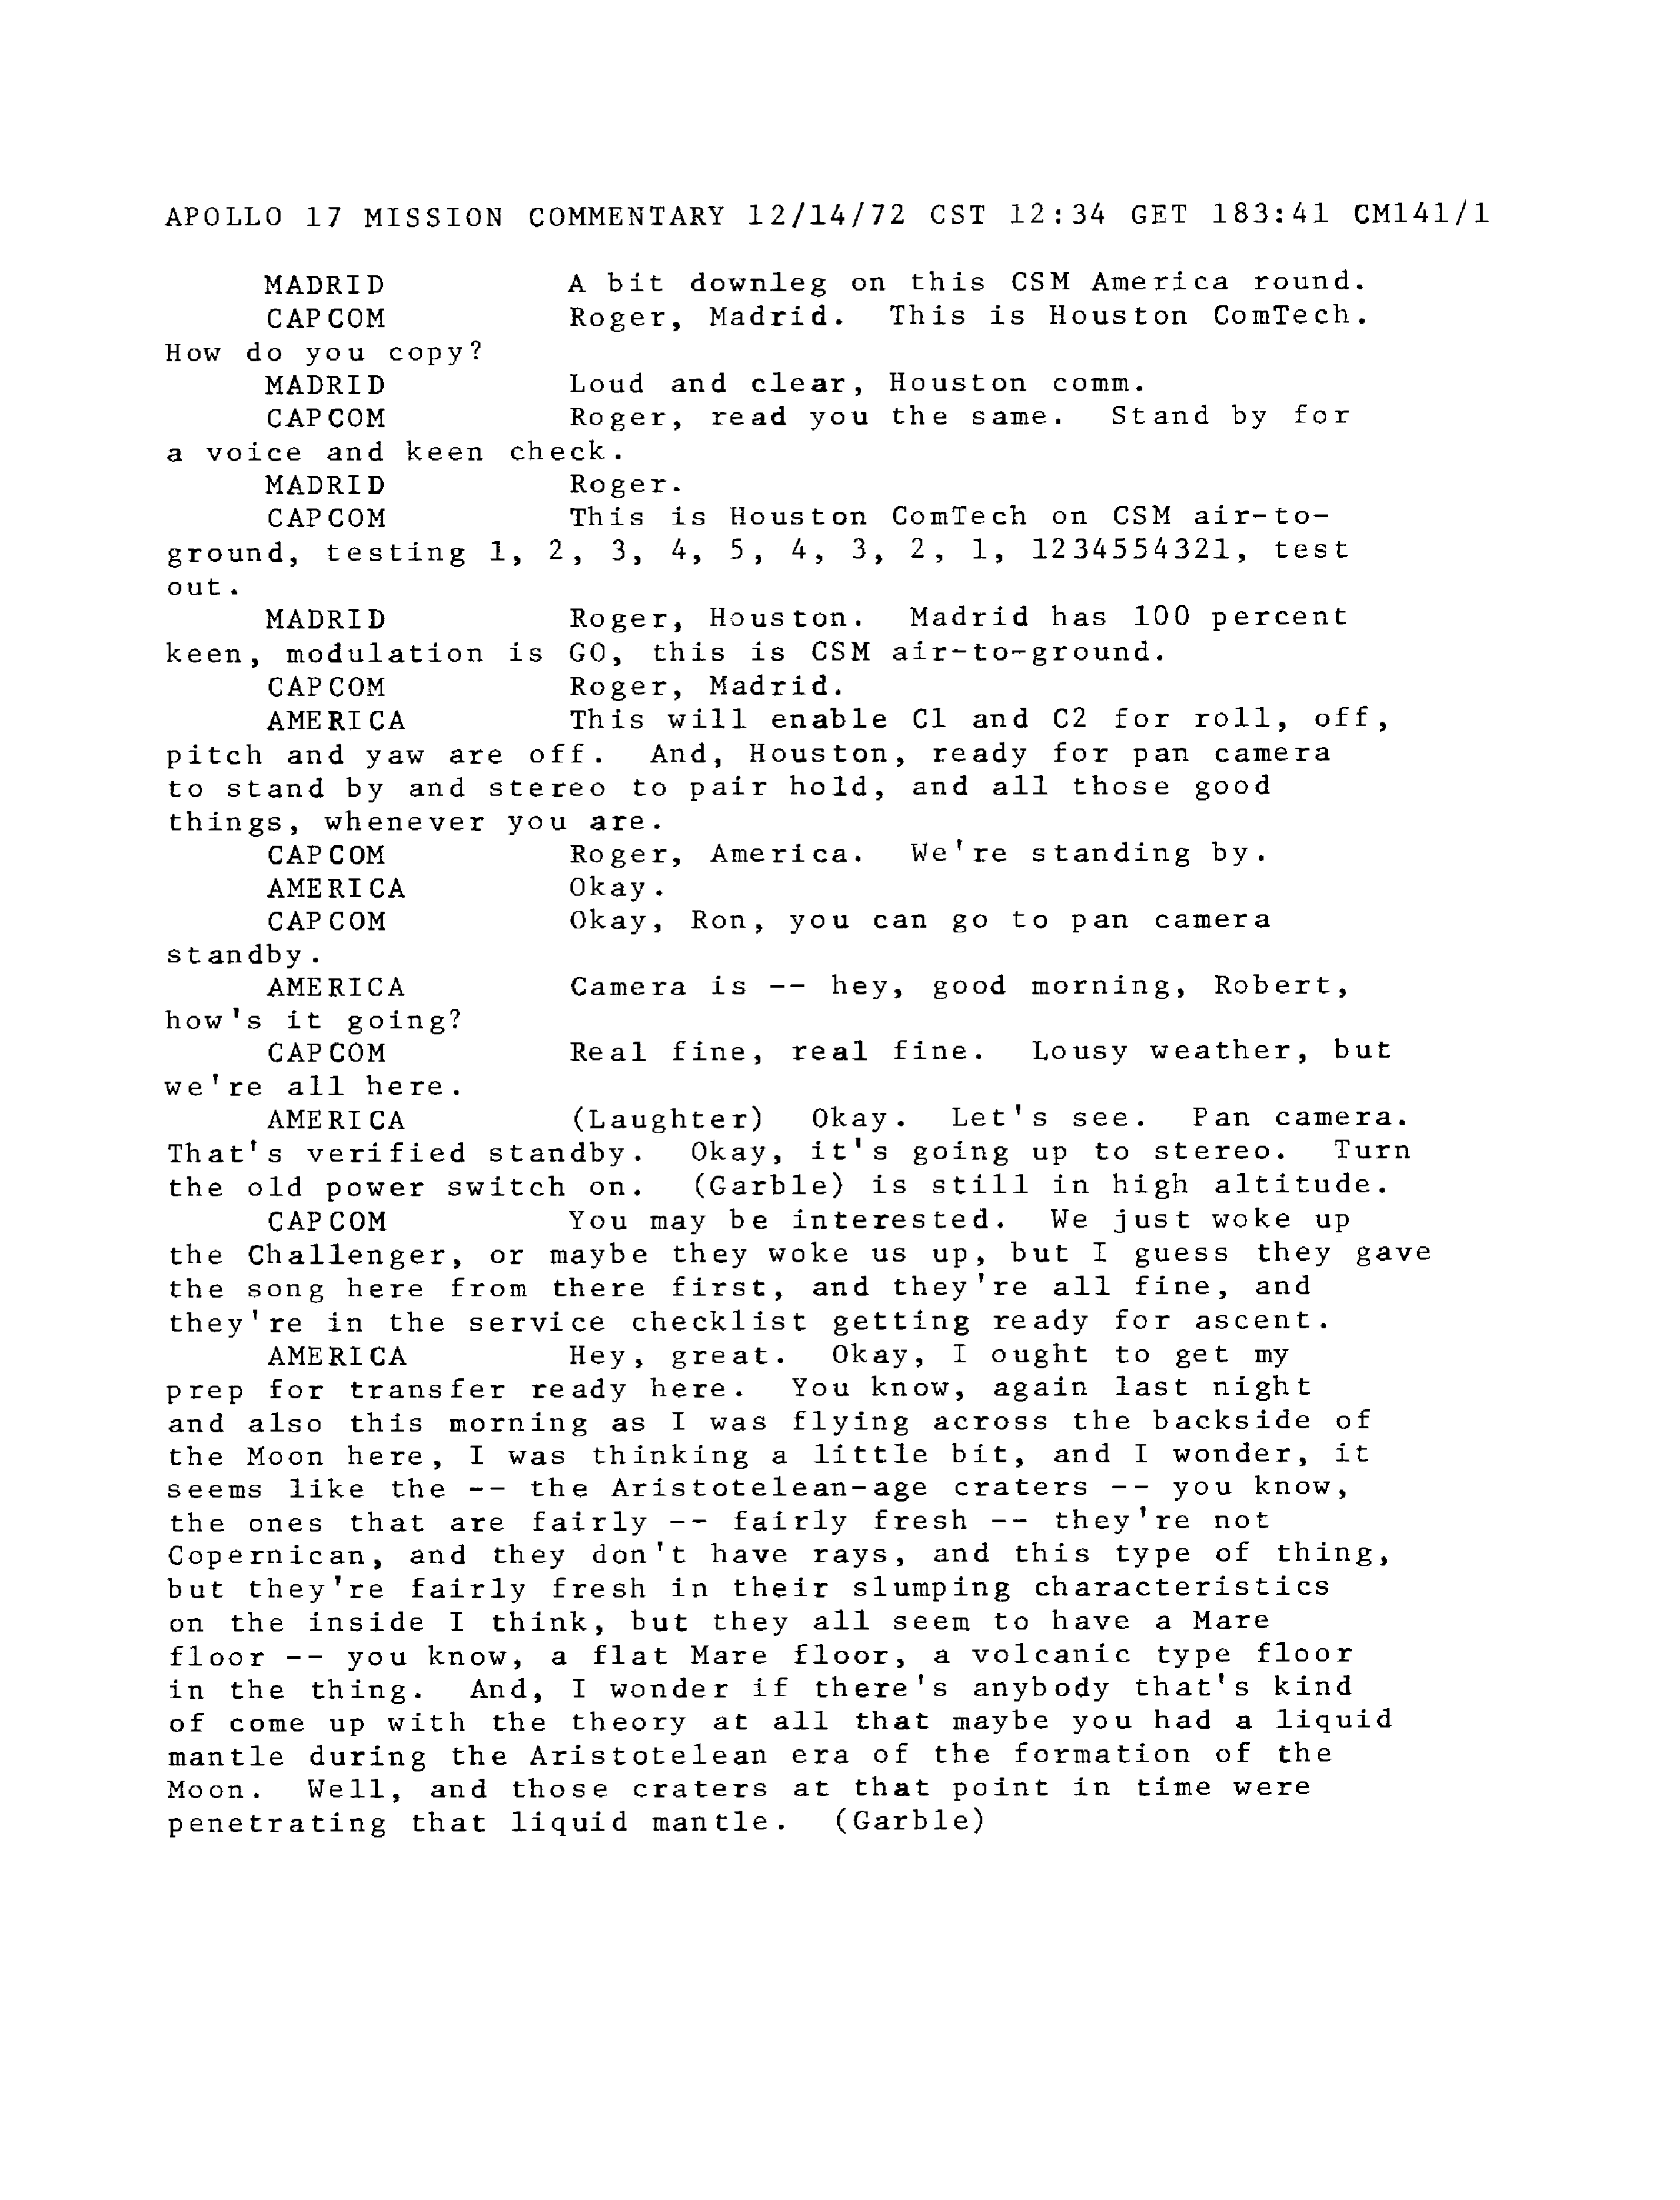 APOLLO 17 MISSION COMMENTARY 12/14/72 CST 12:34 GET 183:41 CM141/1
MADRID A bit downleg on this CSM America round.
CAPCOM Roger, Madrid. This is Houston ComTech.
How do you copy?
MADRID Loud and clear, Houston comm.
CAPCOM Roger, read you the same. Stand by for
a voice and keen check.
MADRID Roger.
CAPCOM This is Houston ComTech on CSM air-to-
ground, testing 1, 2, 3, 4, 5, 4, 3, 2, 1, 1234554321, test
out.
MADRID Roger, Houston. Madrid has 100 percent
keen, modulation is GO, this is CSM air-to-ground.
CAPCOM Roger, Madrid.
AMERICA This will enable C1 and C2 for roll, off,
pitch and yaw are off. And, Houston, ready for pan camera
to stand by and stereo to pair hold, and all those good
things, whenever you are.
CAPCOM Roger, America. We're standing by.
AMERICA Okay.
CAPCOM Okay, Ron, you can go to pan camera
standby.
AMERICA Camera is -- hey, good morning, Robert,
how's it going?
CAPCOM Real fine, real fine. Lousy weather, but
we're all here.
AMERICA (Laughter) Okay. Let's see. Pan camera.
That's verified standby. Okay, it's going up to stereo. Turn
the old power switch on. (Garble) is still in high altitude.
CAPCOM You may be interested. We just woke up
the Challenger, or maybe they woke us up, but I guess they gave
the song here from there first, and they're all fine, and
they're in the service checklist getting ready for ascent.
AMERICA Hey, great. Okay, I ought to get my
prep for transfer ready here. You know, again last night
and also this morning as I was flying across the backside of
the Moon here, I was thinking a little bit, and I wonder, it
seems like the -- the Aristotelean-age craters -- you know,
the ones that are fairly -- fairly fresh -- they're not
Copernican, and they don't have rays, and this type of thing,
but they're fairly fresh in their slumping characteristics
on the inside I think, but they all seem to have a Mare
floor -- you know, a flat Mare floor, a volcanic type floor
in the thing. And, I wonder if there's anybody that's kind
of come up with the theory at all that maybe you had a liquid
mantle during the Aristotelean era of the formation of the
Moon. Well, and those craters at that point in time were
penetrating that liquid mantle. (Garble)